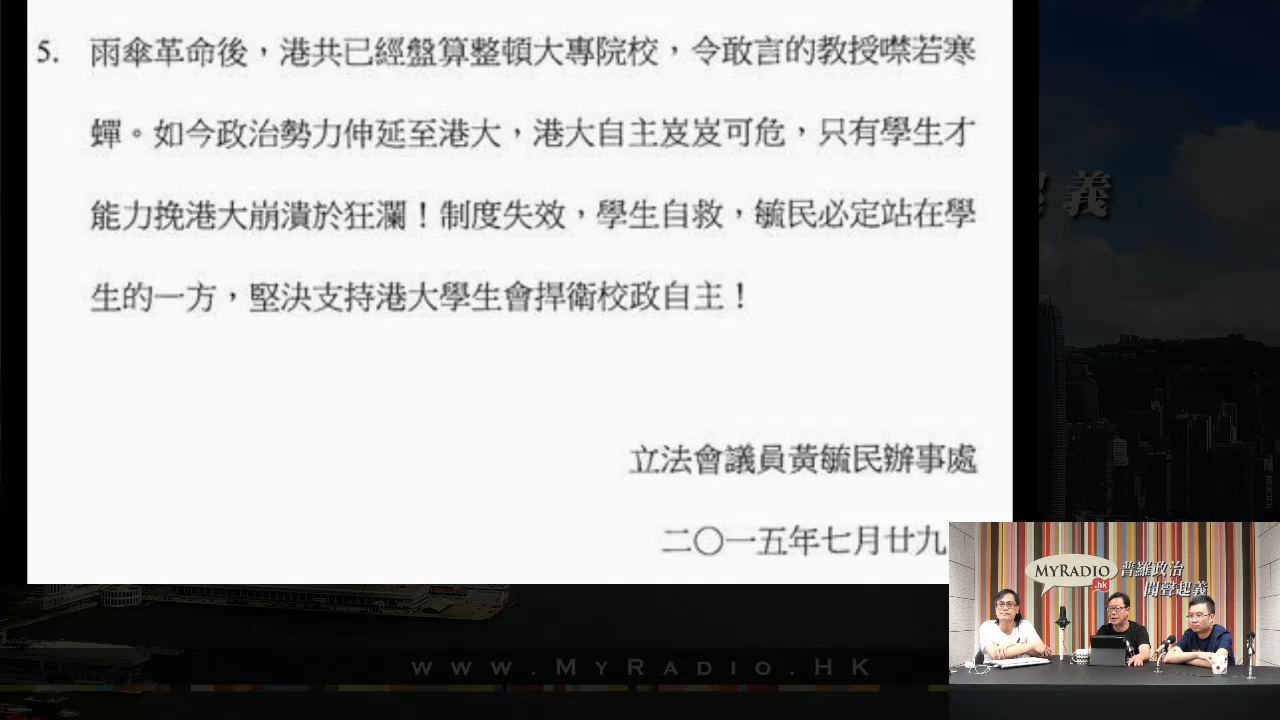 5. 雨傘革命後，港共已經盤算整頓大專院校，令敢言的教授噤若寒
蟬。如今政治勢力伸延至港大，港大自主岌岌可危，只有學生才
能力挽港大崩潰於狂瀾！制度失效，學生自救，毓民必定站在學
生的一方，堅決支持港大學生會捍衛校政自主！
義
立法會議員黃毓民辦事處
二〇一五年七月廿九
MYRADIO.hk
普羅政治
聞聲起義
WWW.MYRADIO.HK